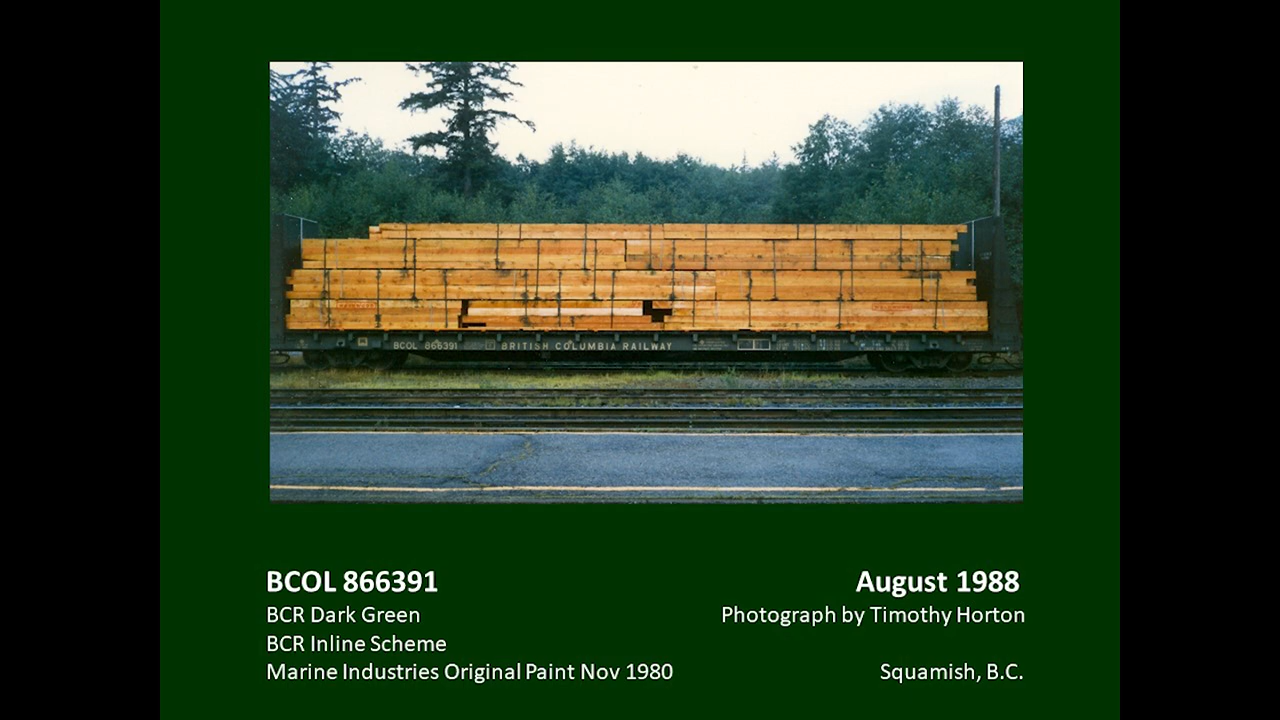 BCOL 866391 BRITISH COLUMBIA RAILWAY
BCOL 866391
BCR Dark Green
BCR Inline Scheme
Marine Industries Original Paint Nov 1980
August 1988
Photograph by Timothy Horton
Squamish, B.C.